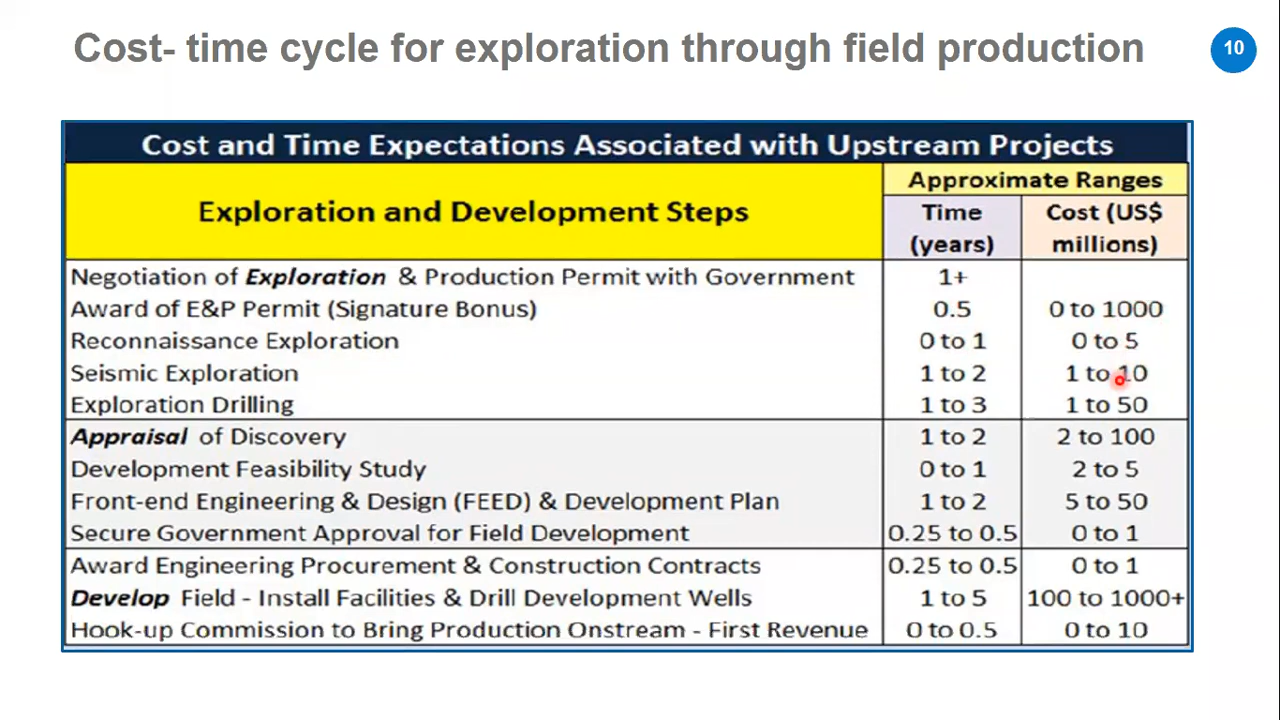 Cost- time cycle for exploration through field production
10
Cost and Time Expectations Associated with Upstream Projects
Exploration and Development Steps
Approximate Ranges
Time (years)
Cost (US$ millions)
Negotiation of Exploration & Production Permit with Government 1+
Award of E&P Permit (Signature Bonus) 0.5 0 to 1000
Reconnaissance Exploration 0 to 1 0 to 5
Seismic Exploration 1 to 2 1 to 10
Exploration Drilling 1 to 3 1 to 50
Appraisal of Discovery 1 to 2 2 to 100
Development Feasibility Study 0 to 1 2 to 5
Front-end Engineering & Design (FEED) & Development Plan 1 to 2 5 to 50
Secure Government Approval for Field Development 0.25 to 0.5 0 to 1
Award Engineering Procurement & Construction Contracts 0.25 to 0.5 0 to 1
Develop Field - Install Facilities & Drill Development Wells 1 to 5 100 to 1000+
Hook-up Commission to Bring Production Onstream - First Revenue 0 to 0.5 0 to 10